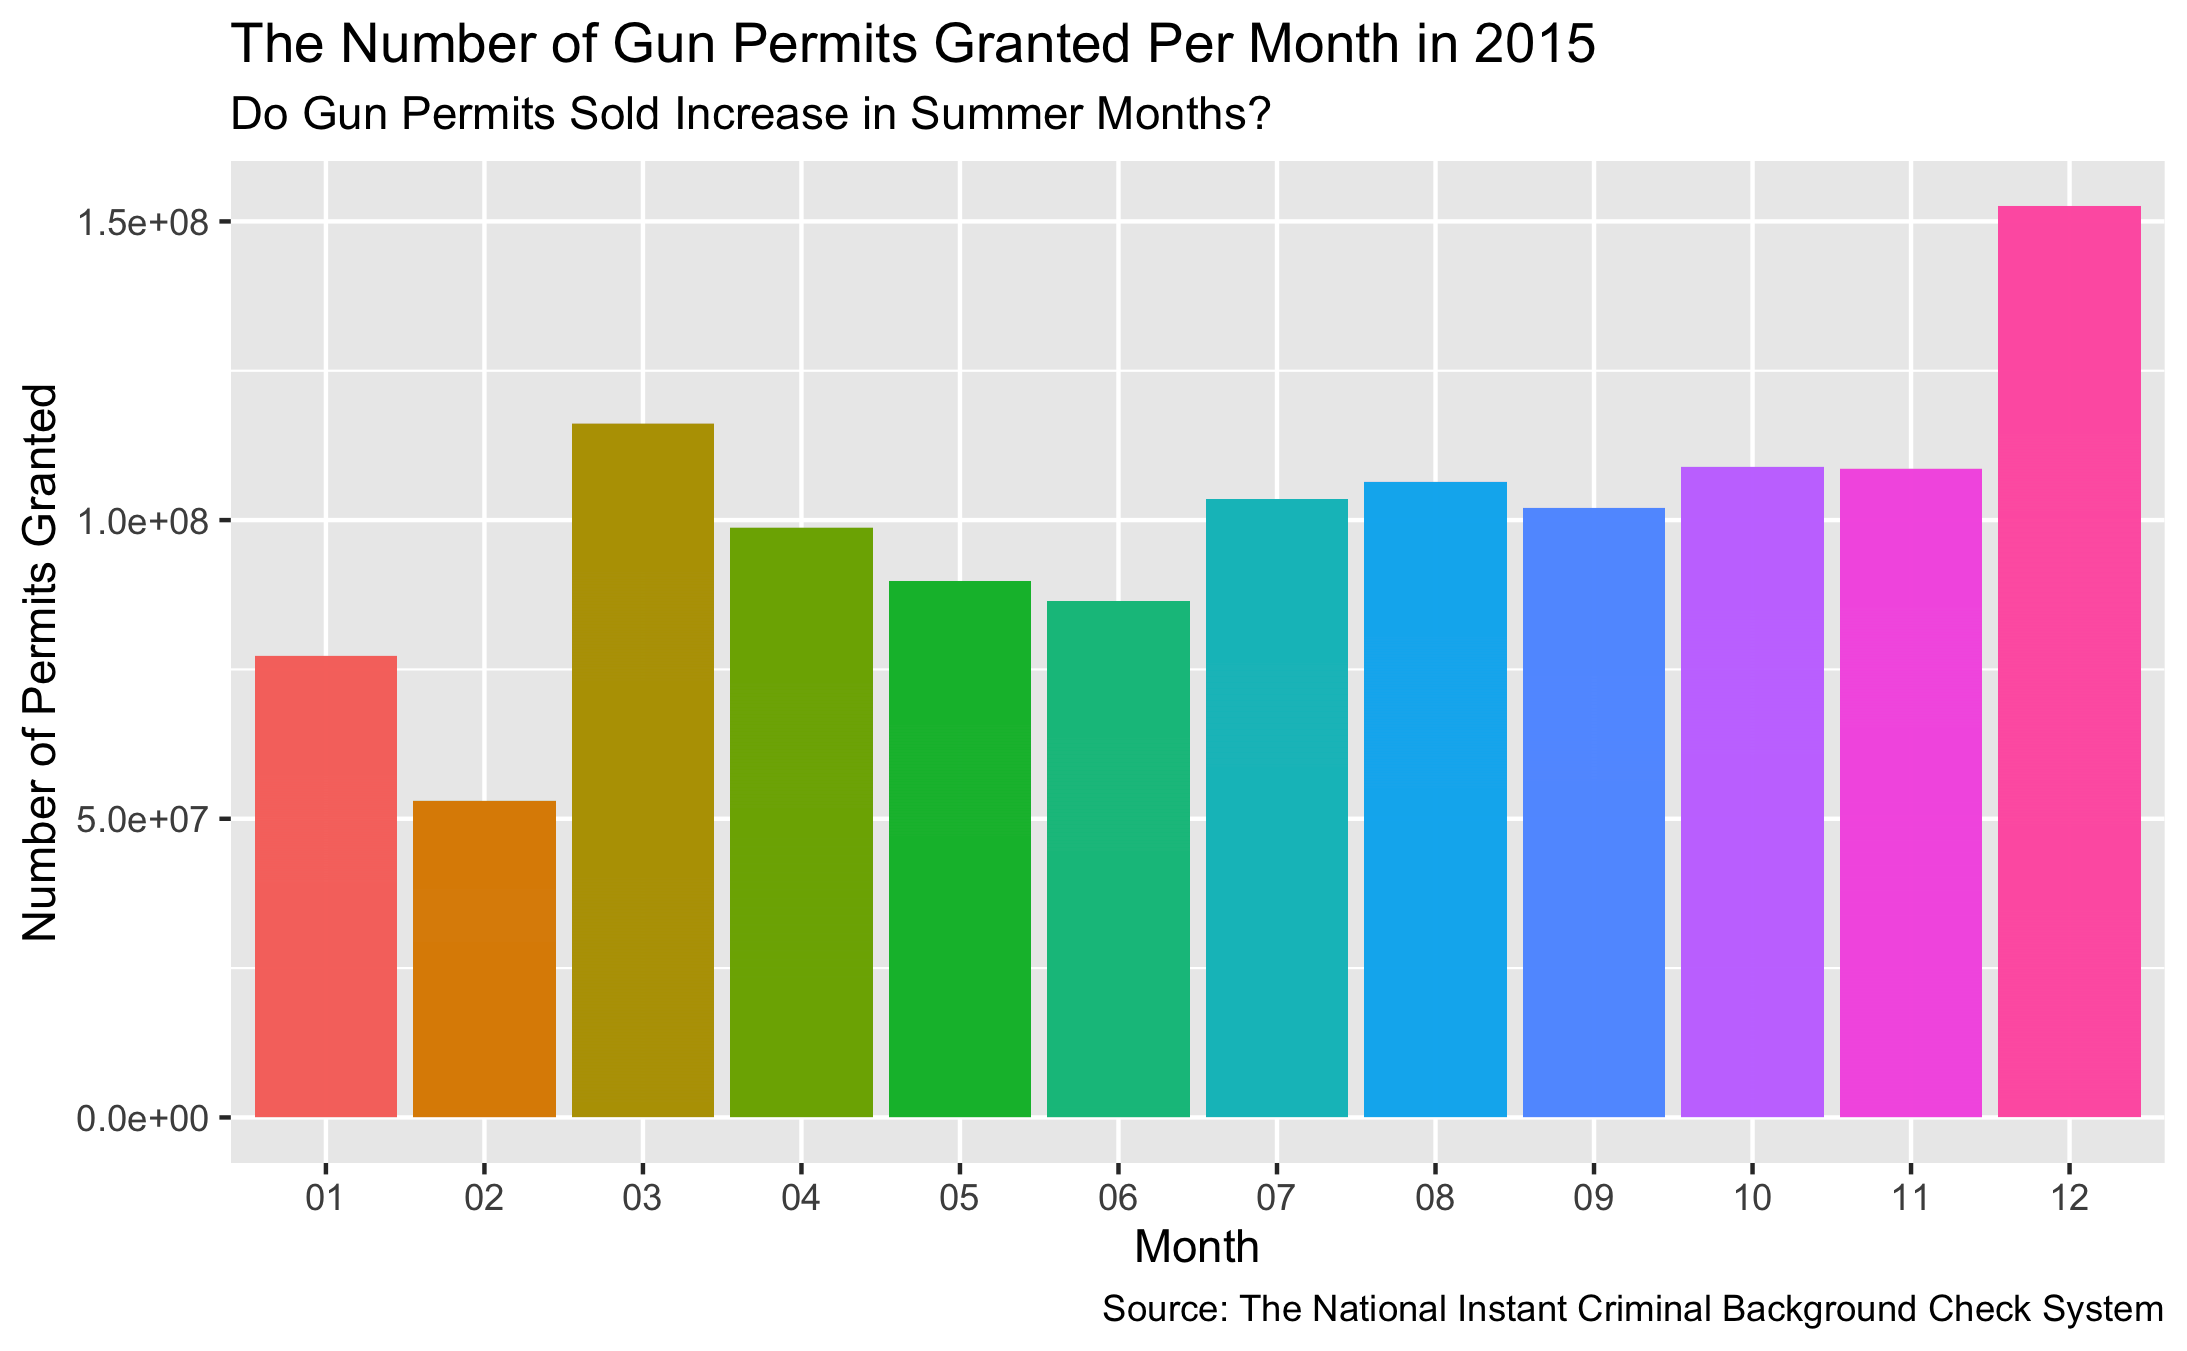 The Number of Gun Permits Granted Per Month in 2015
Do Gun Permits Sold Increase in Summer Months?
Number of Permits Granted
1.5e+08
1.0e+08
5.0e+07
0.0e+00
01 02 03 04 05 06 07 08 09 10 11 12
Month
Source: The National Instant Criminal Background Check System